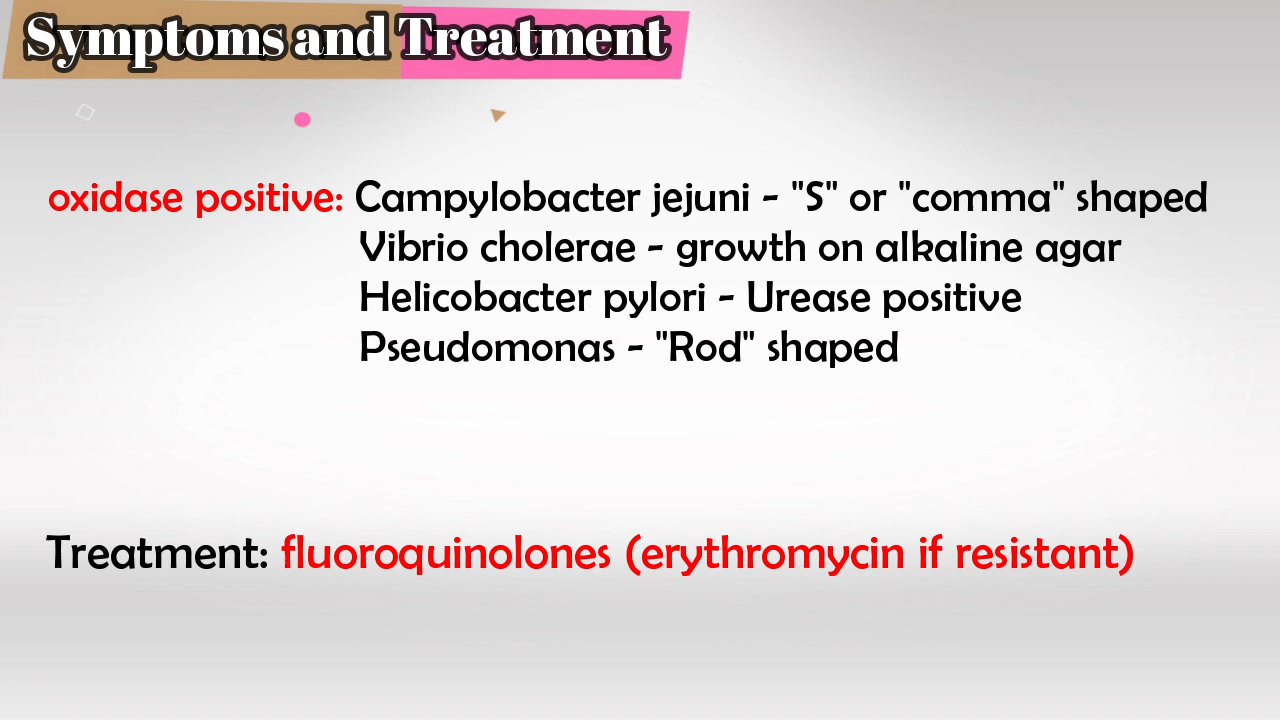 Symptoms and Treatment
oxidase positive: Campylobacter jejuni - "S" or "comma" shaped
Vibrio cholerae - growth on alkaline agar
Helicobacter pylori - Urease positive
Pseudomonas - "Rod" shaped
Treatment: fluoroquinolones (erythromycin if resistant)